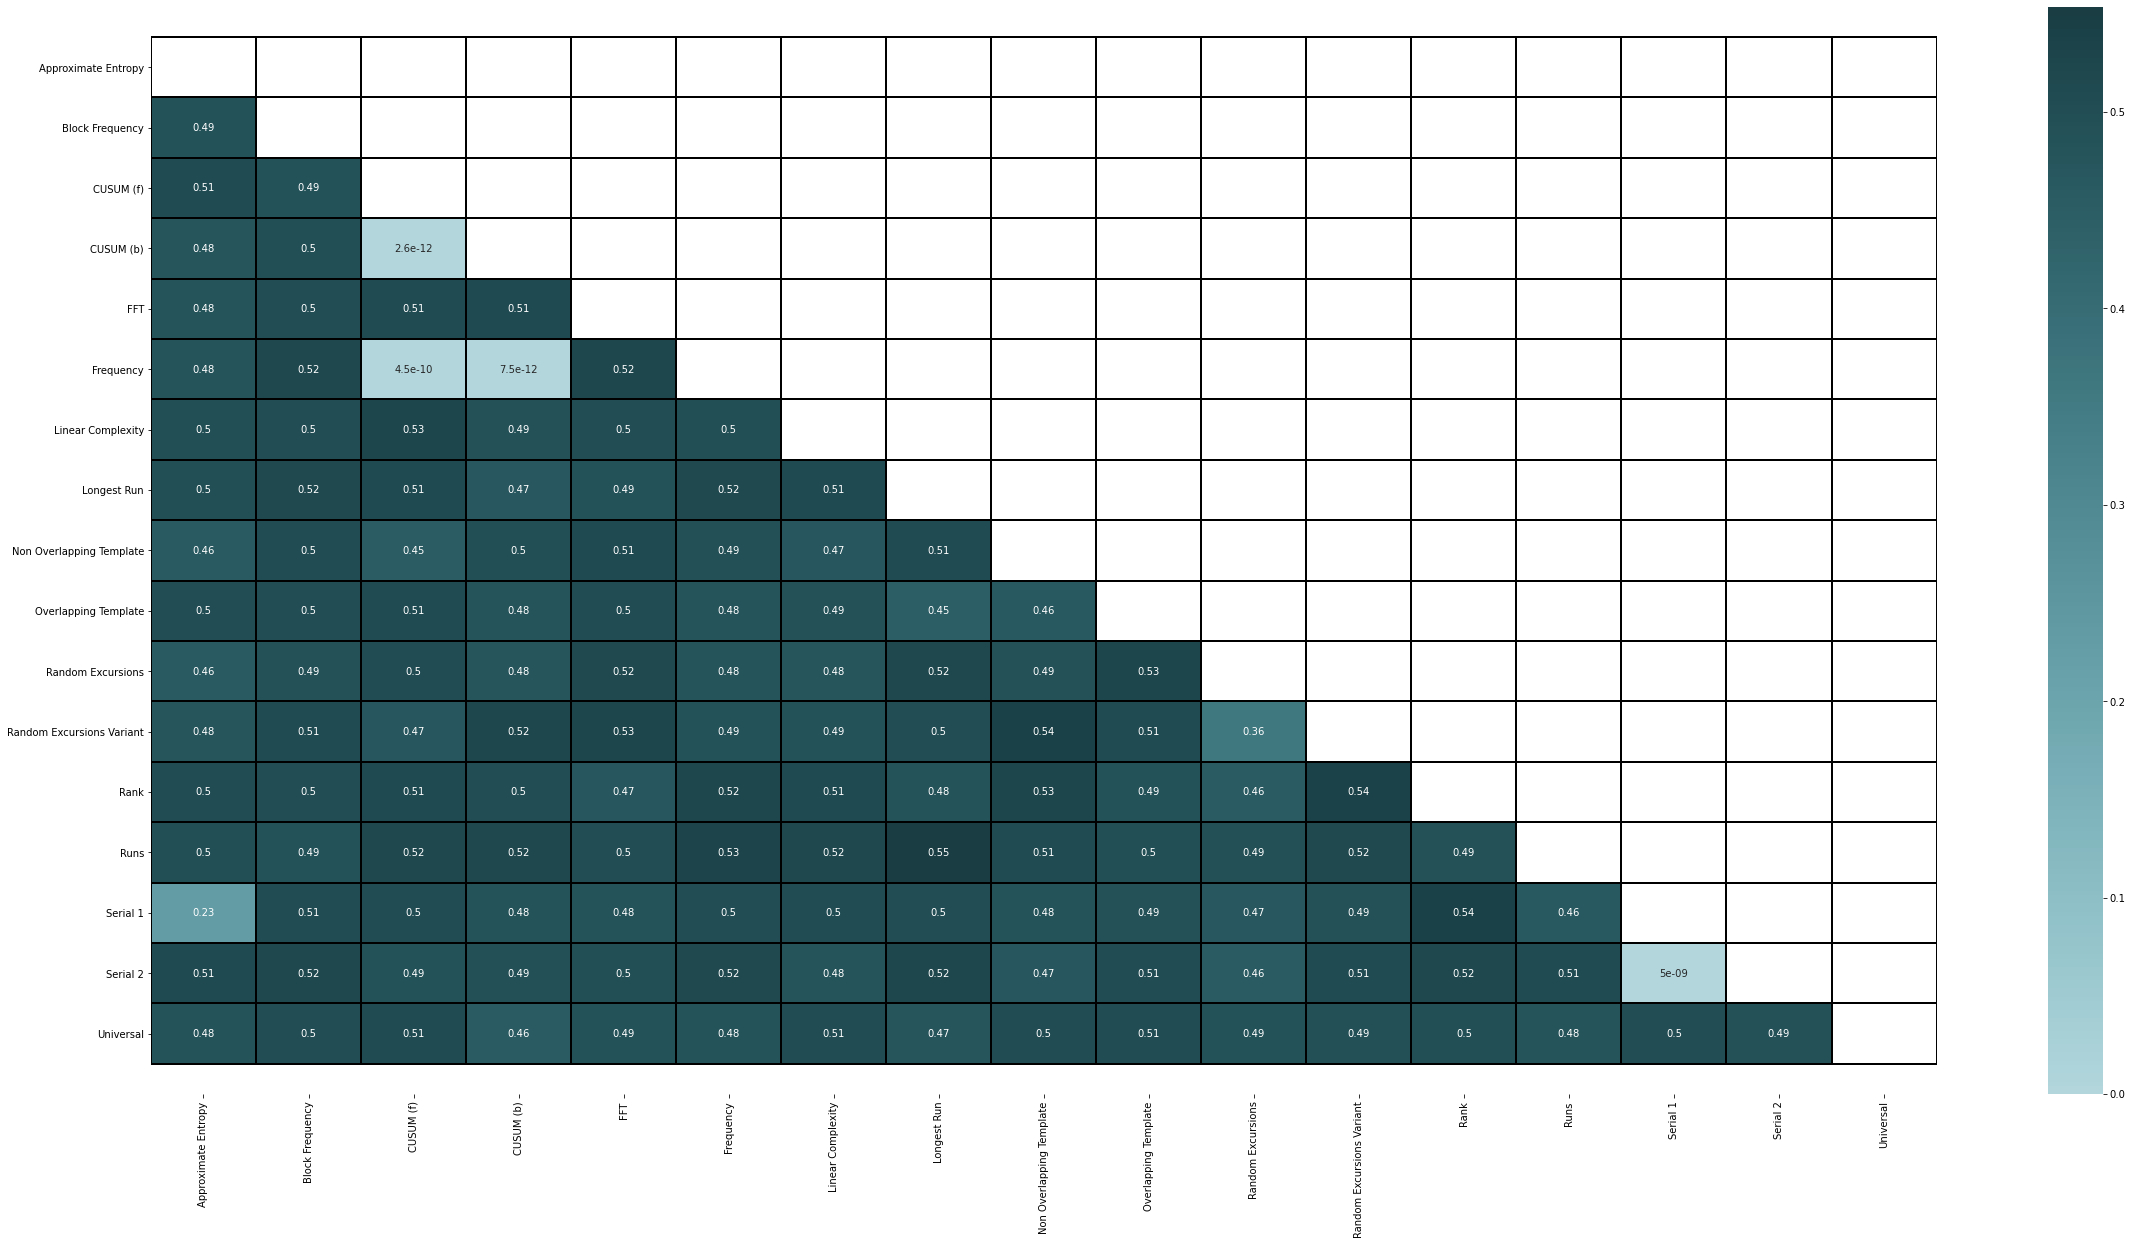 Approximate Entropy
Block Frequency 0.49
CUSUM (f) 0.51 0.49
CUSUM (b) 0.48 0.5 2.6e-12
FFT 0.48 0.5 0.51 0.51
Frequency 0.48 0.52 4.5e-10 7.5e-12 0.52
Linear Complexity 0.5 0.5 0.53 0.49 0.5 0.5
Longest Run 0.5 0.52 0.51 0.47 0.49 0.52 0.51
Non Overlapping Template 0.46 0.5 0.45 0.5 0.51 0.49 0.47 0.51
Overlapping Template 0.5 0.5 0.51 0.48 0.5 0.48 0.49 0.45 0.46
Random Excursions 0.46 0.49 0.5 0.48 0.52 0.48 0.48 0.52 0.49 0.53
Random Excursions Variant 0.48 0.51 0.47 0.52 0.53 0.49 0.49 0.5 0.54 0.51 0.36
Rank 0.5 0.5 0.51 0.5 0.47 0.52 0.51 0.48 0.53 0.49 0.46 0.54
Runs 0.5 0.49 0.52 0.52 0.5 0.53 0.52 0.55 0.51 0.5 0.49 0.52 0.49
Serial 1 0.23 0.51 0.5 0.48 0.48 0.5 0.5 0.5 0.48 0.49 0.47 0.49 0.54 0.46
Serial 2 0.51 0.52 0.49 0.49 0.5 0.52 0.48 0.52 0.47 0.51 0.46 0.51 0.52 0.51 5e-09
Universal 0.48 0.5 0.51 0.46 0.49 0.48 0.51 0.47 0.5 0.51 0.49 0.49 0.5 0.48 0.5 0.49
Approximate Entropy
Block Frequency
CUSUM (f)
CUSUM (b)
FFT
Frequency
Linear Complexity
Longest Run
Non Overlapping Template
Overlapping Template
Random Excursions
Random Excursions Variant
Rank
Runs
Serial 1
Serial 2
Universal
0.5
0.4
0.3
0.2
0.1
0.0